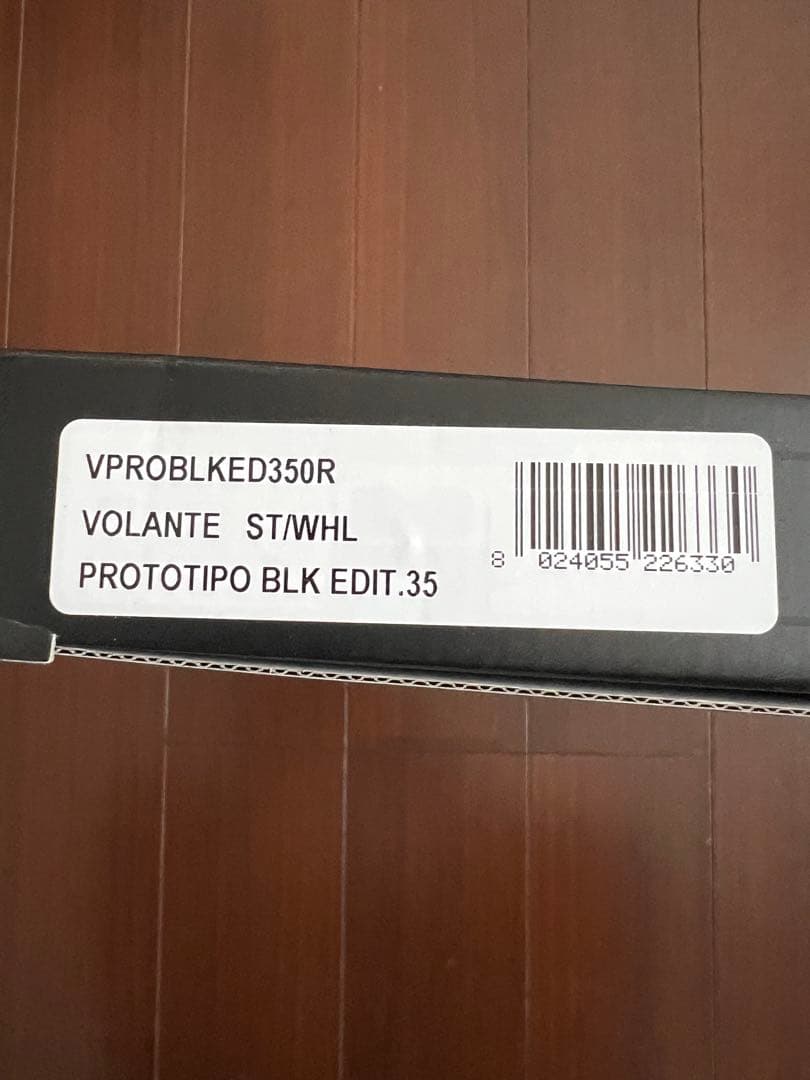 VPROBLKED350R
VOLANTE ST/WHL
PROTOTIPO BLK EDIT.35
8 024055 226330